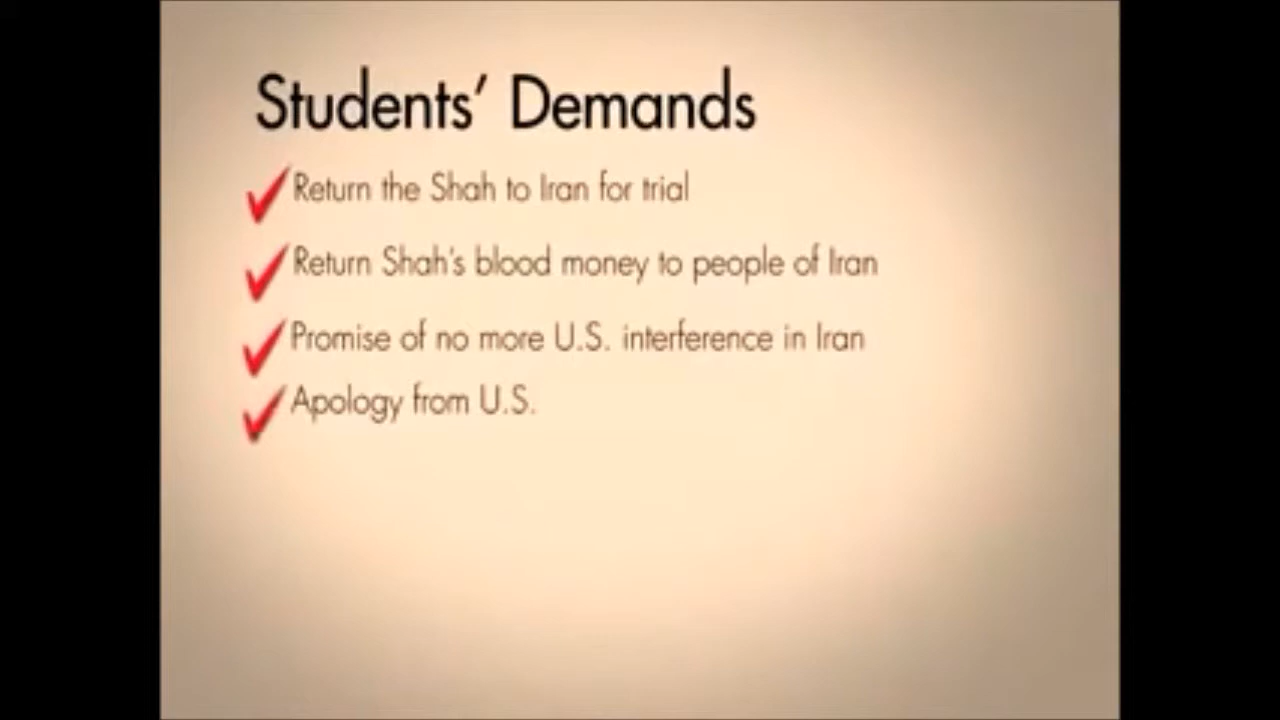 Students’ Demands
Return the Shah to Iran for trial
Return Shah's blood money to people of Iran
Promise of no more U.S. interference in Iran
Apology from U.S.